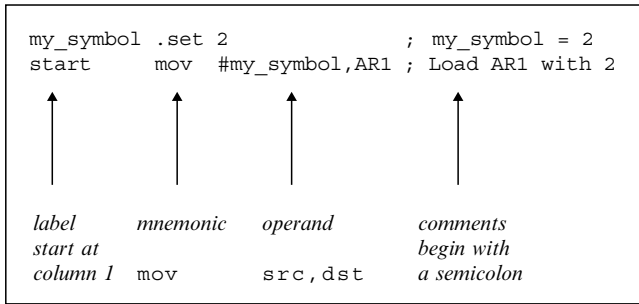 my_symbol .set 2 ; my_symbol = 2
start mov #my_symbol,AR1 ; Load AR1 with 2
label mnemonic operand comments
start at begin with
column 1 mov src,dst a semicolon